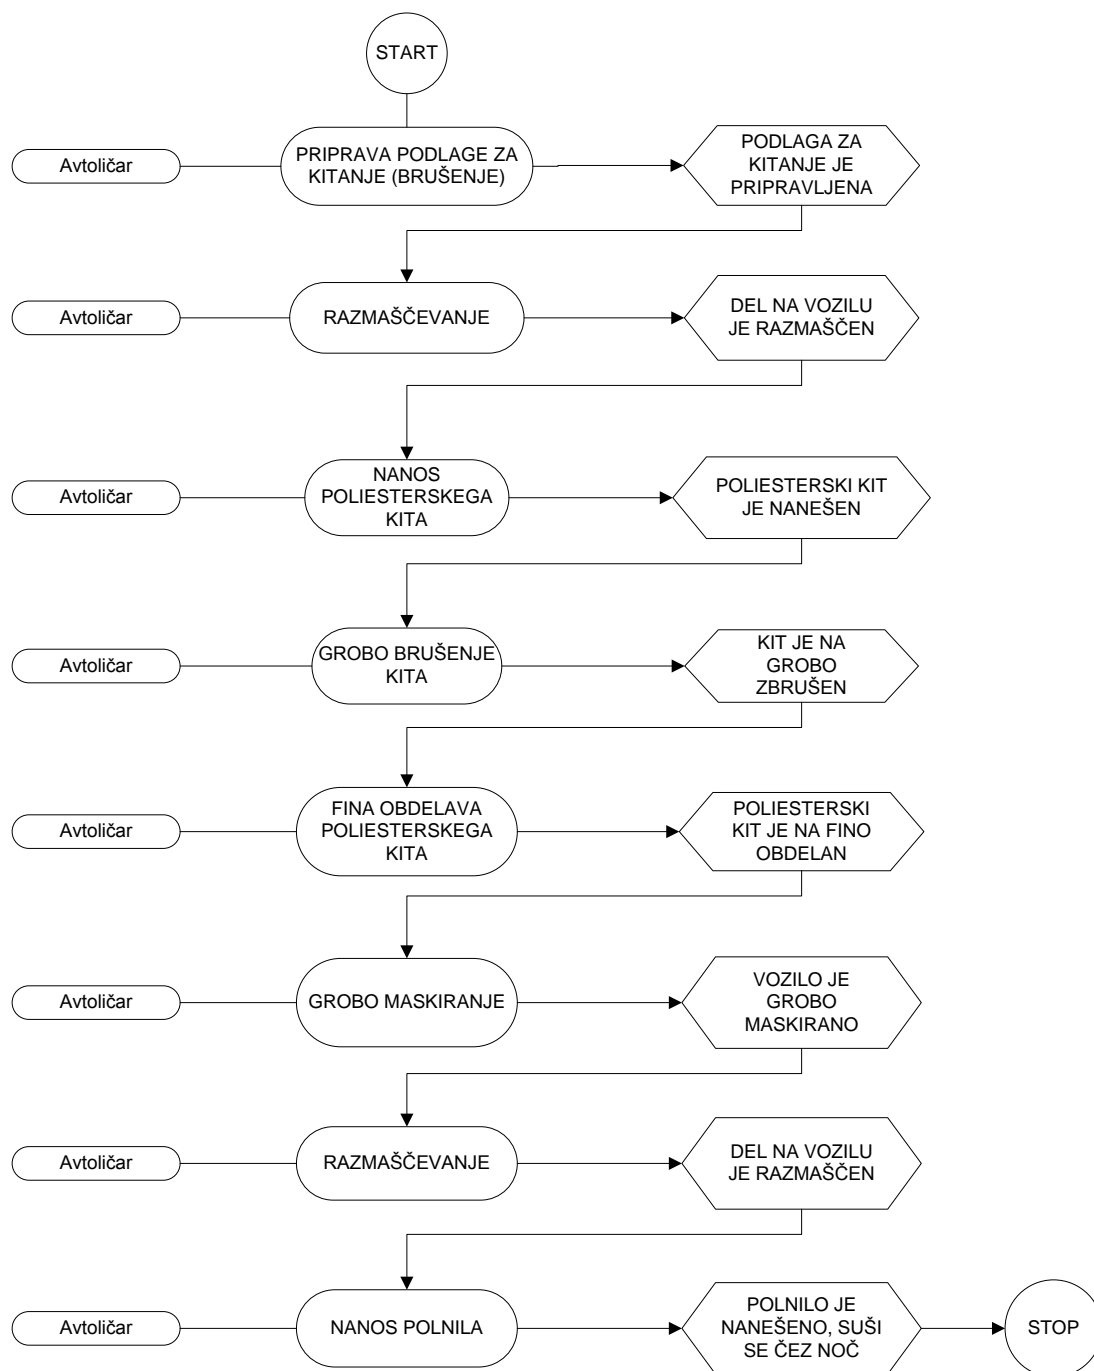 START
Avtoličar
PRIPRAVA PODLAGE ZA
KITANJE (BRUŠENJE)
PODLAGA ZA
KITANJE JE
PRIPRAVLJENA
Avtoličar
RAZMAŠČEVANJE
DEL NA VOZILU
JE RAZMAŠČEN
Avtoličar
NANOS
POLIESTERSKEGA
KITA
POLIESTERSKI KIT
JE NANEŠEN
Avtoličar
GROBO BRUŠENJE
KITA
KIT JE NA
GROBO
ZBRUŠEN
Avtoličar
FINA OBDELAVA
POLIESTERSKEGA
KITA
POLIESTERSKI
KIT JE NA FINO
OBDELAN
Avtoličar
GROBO MASKIRANJE
VOZILO JE
GROBO
MASKIRANO
Avtoličar
RAZMAŠČEVANJE
DEL NA VOZILU
JE RAZMAŠČEN
Avtoličar
NANOS POLNILA
POLNILO JE
NANEŠENO, SUŠI
SE ČEZ NOČ
STOP